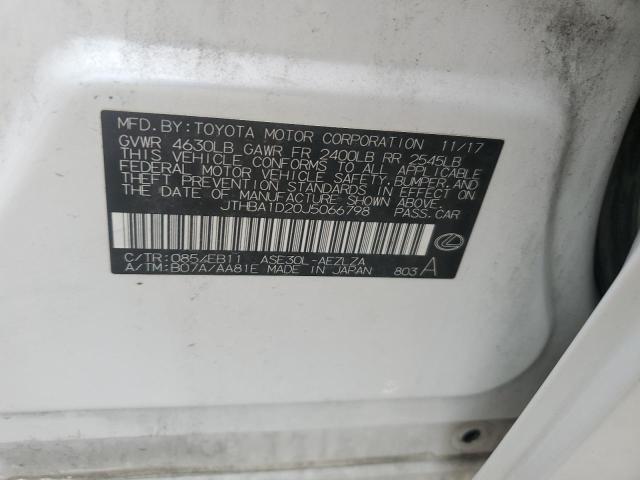 MFD.BY:TOYOTA MOTOR CORPORATION 11/17
GVWR 4630LB GAWR FR 2400LB RR 2545LB
THIS VEHICLE CONFORMS TO ALL APPLICABLE
FEDERAL MOTOR VEHICLE SAFETY, BUMPER, AND
THEFT PREVENTION STANDARDS IN EFFECT ON
THE DATE OF MANUFACTURE SHOWN ABOVE.
JTHBA1D20J5066798 PASS.CAR
C/TR:085/EB11 ASE30L-AEZLZA
A/TM:B07A/AA81E MADE IN JAPAN 803 A